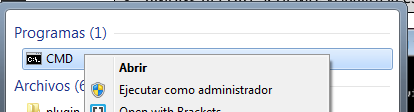 Programas (1)
CMD
Abrir
Ejecutar como administrador
Archivos (6
plugin
Open with Brackets